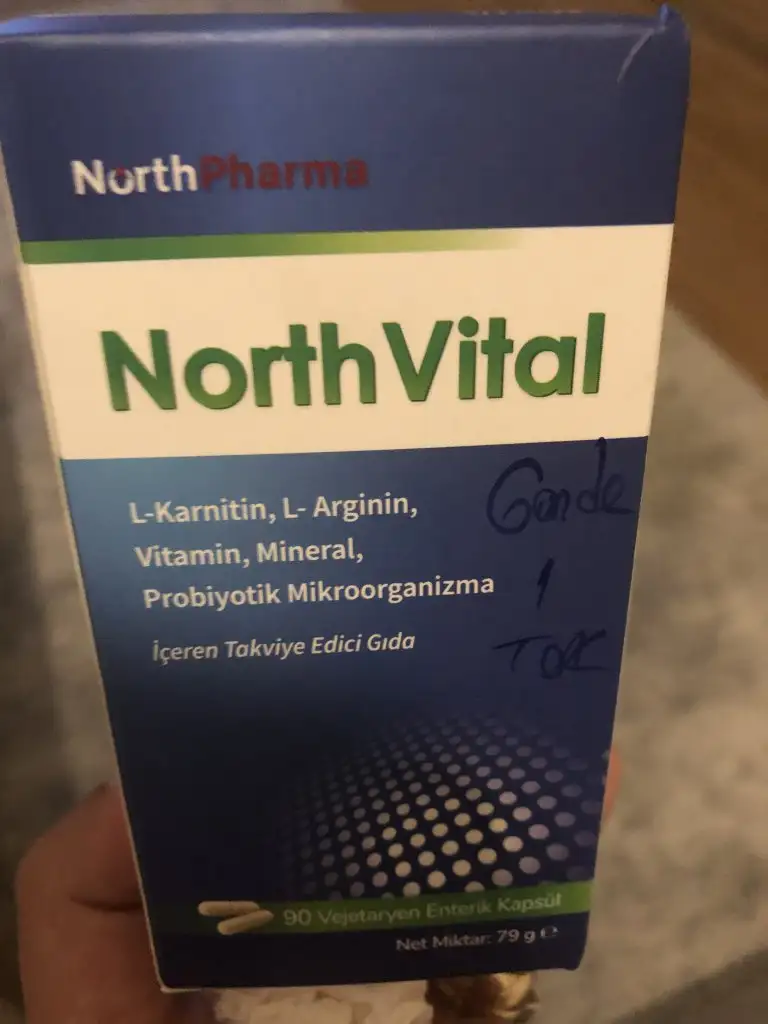 NorthPharma
NorthVital
L-Karnitin, L- Arginin,
Vitamin, Mineral,
Probiyotik Mikroorganizma
İçeren Takviye Edici Gıda
Günde
1
Tok
90 Vejetaryen Enterik Kapsül
Net Miktar: 79 g ℮